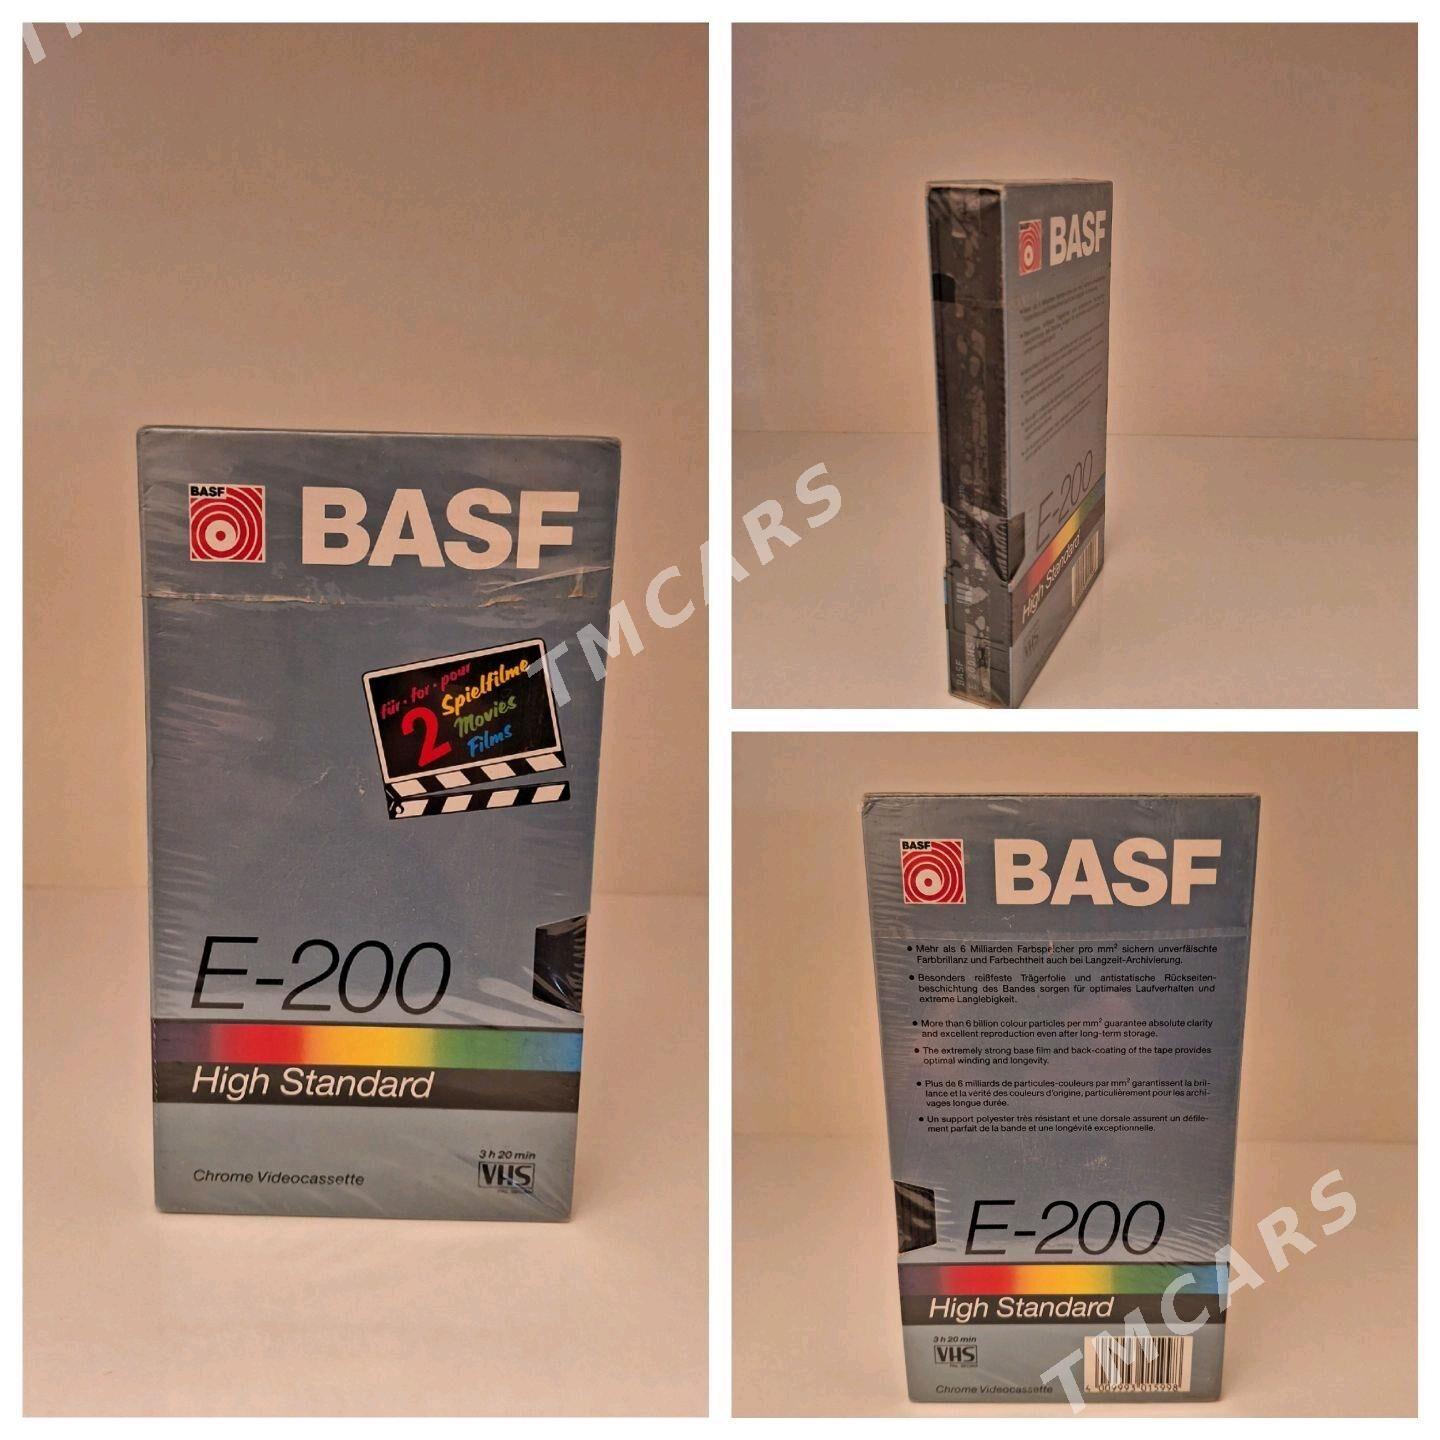 BASF
BASF
für · for · pour
2 Spielfilme
Movies
Films
E-200
High Standard
3 h 20 min
VHS
Chrome Videocassette
BASF
BASF
E-200
High Standard
VHS
BASF
BASF
BASF
• Mehr als 6 Milliarden Farbspeicher pro mm² sichern unverfälschte
Farbbrillanz und Farbechtheit auch bei Langzeit-Archivierung.
• Besonders reißfeste Trägerfolie und antistatische Rückseiten-
beschichtung des Bandes sorgen für optimales Laufverhalten und
extreme Langlebigkeit.
• More than 6 billion colour particles per mm² guarantee absolute clarity
and excellent reproduction even after long-term storage.
• The extremely strong base film and back-coating of the tape provides
optimal winding and longevity.
• Plus de 6 milliards de particules-couleurs par mm² garantissent la bril-
lance et la vérité des couleurs d'origine, particulièrement pour les archi-
vages longue durée.
• Un support polyester très résistant et une dorsale assurent un défile-
ment parfait de la bande et une longévité exceptionnelle.
E-200
High Standard
3 h 20 min
VHS
Chrome Videocassette
4 009993 015998
TMCARS
TMCARS